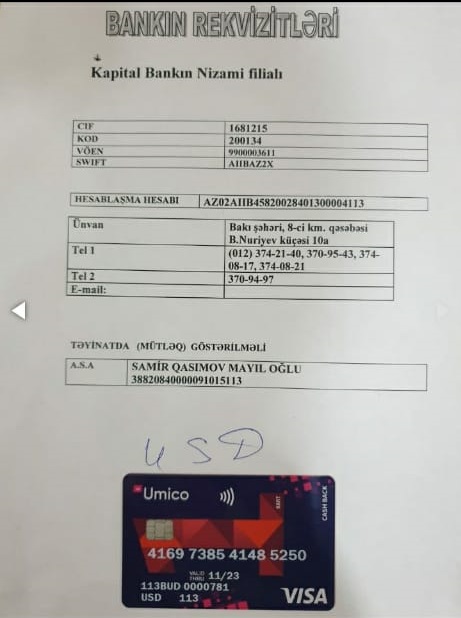 BANKIN REKVİZİTLƏRİ
Kapital Bankın Nizami filialı
CIF 1681215
KOD 200134
VÖEN 9900003611
SWIFT AIIBAZ2X
HESABLAŞMA HESABI AZ02AIIB45820028401300004113
Ünvan Bakı şəhəri, 8-ci km. qəsəbəsi
B.Nuriyev küçəsi 10a
Tel 1 (012) 374-21-40, 370-95-43, 374-
08-17, 374-08-21
Tel 2 370-94-97
E-mail:
TƏYİNATDA (MÜTLƏQ) GÖSTƏRİLMƏLİ
A.S.A SAMİR QASIMOV MAYIL OĞLU
38820840000091015113
USD
Umico
BIRT
CASH BACK
4169 7385 4148 5250
VALID
THRU 11/23
113BUD 0000781
USD 113
VISA